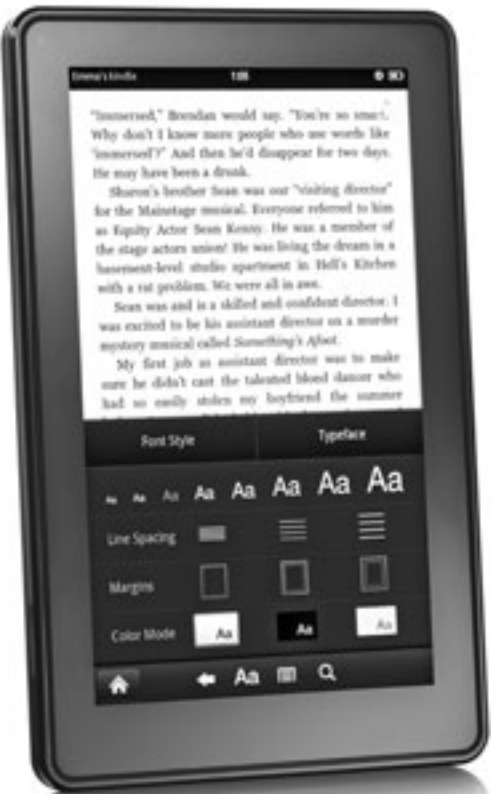 Emma's Kindle 1:05
"Immersed," Brendan would say. "You're so smart.
Why don't I know more people who use words like
'immersed'?" And then he'd disappear for two days.
He may have been a drunk.
Sharon's brother Sean was our "visiting director"
for the Mainstage musical. Everyone referred to him
as Equity Actor Sean Kenny. He was a member of
the stage actors union! He was living the dream in a
basement-level studio apartment in Hell's Kitchen
with a rat problem. We were all in awe.
Sean was and is a skilled and confident director. I
was excited to be his assistant director on a murder
mystery musical called Something's Afoot.
My first job as assistant director was to make
sure he didn't cast the talented blond dancer who
had so easily stolen my boyfriend the summer
Font Style Typeface
Aa Aa Aa Aa Aa Aa Aa Aa
Line Spacing
Margins
Color Mode Aa Aa Aa
Aa